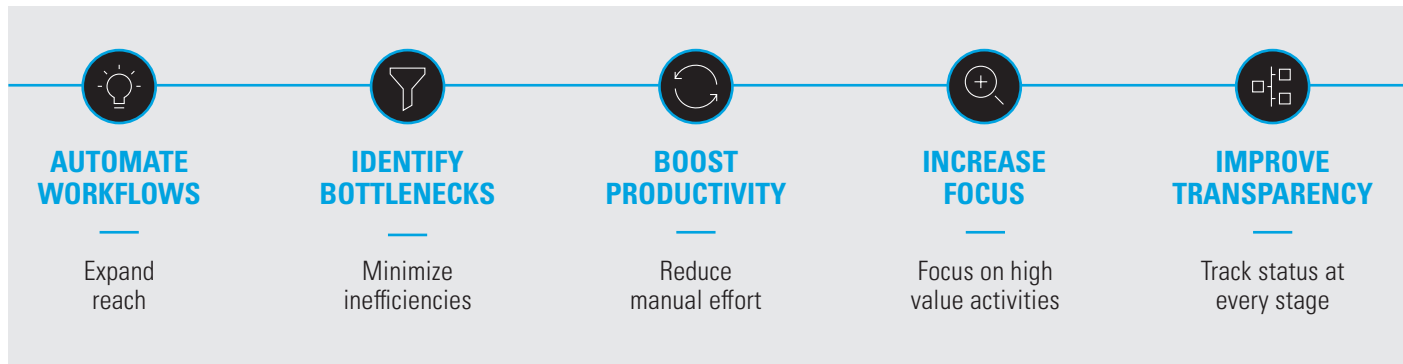 AUTOMATE
WORKFLOWS
Expand
reach
IDENTIFY
BOTTLENECKS
Minimize
inefficiencies
BOOST
PRODUCTIVITY
Reduce
manual effort
INCREASE
FOCUS
Focus on high
value activities
IMPROVE
TRANSPARENCY
Track status at
every stage